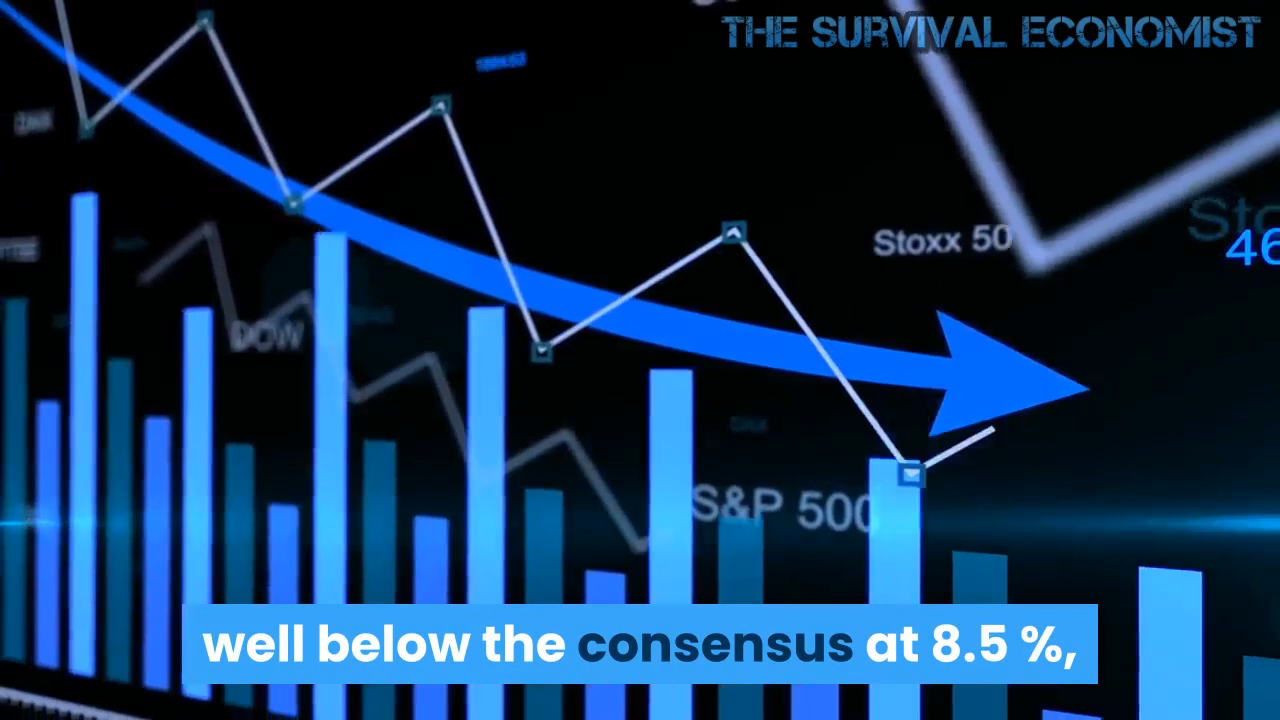 THE SURVIVAL ECONOMIST
Stoxx 50
46
DOW
S&P 500
well below the consensus at 8.5 %,